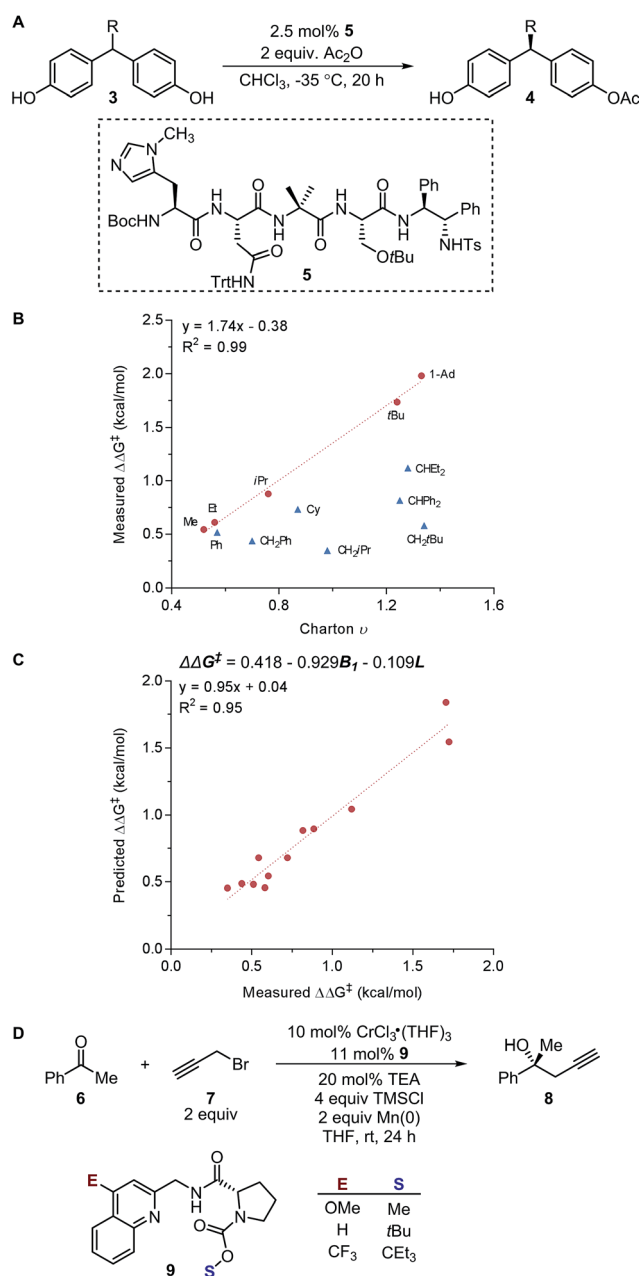 A
R
HO
3
OH
2.5 mol% 5
2 equiv. Ac2O
CHCl3, -35 °C, 20 h
R
HO
4
OAc
N
N
CH3
BocHN
O
H
N
O
TrtHN
O
N
H
O
H
N
O
OtBu
H
N
Ph
Ph
NHTs
5
B
y = 1.74x - 0.38
R2 = 0.99
Measured ΔΔG‡ (kcal/mol)
2.5
2.0
1.5
1.0
0.5
0.0
1-Ad
tBu
CHEt2
iPr
Cy
CHPh2
Et
Me
Ph
CH2Ph
CH2iPr
CH2tBu
0.4 0.8 1.2 1.6
Charton υ
C
ΔΔG‡ = 0.418 - 0.929B1 - 0.109L
y = 0.95x + 0.04
R2 = 0.95
Predicted ΔΔG‡ (kcal/mol)
2.0
1.5
1.0
0.5
0.0
0.0 0.5 1.0 1.5 2.0
Measured ΔΔG‡ (kcal/mol)
D
O
Ph Me
6
+
Br
7
2 equiv
10 mol% CrCl3•(THF)3
11 mol% 9
20 mol% TEA
4 equiv TMSCl
2 equiv Mn(0)
THF, rt, 24 h
HO Me
Ph
8
E
N
N
H
O
N
O
O
S
9
E S
OMe Me
H tBu
CF3 CEt3